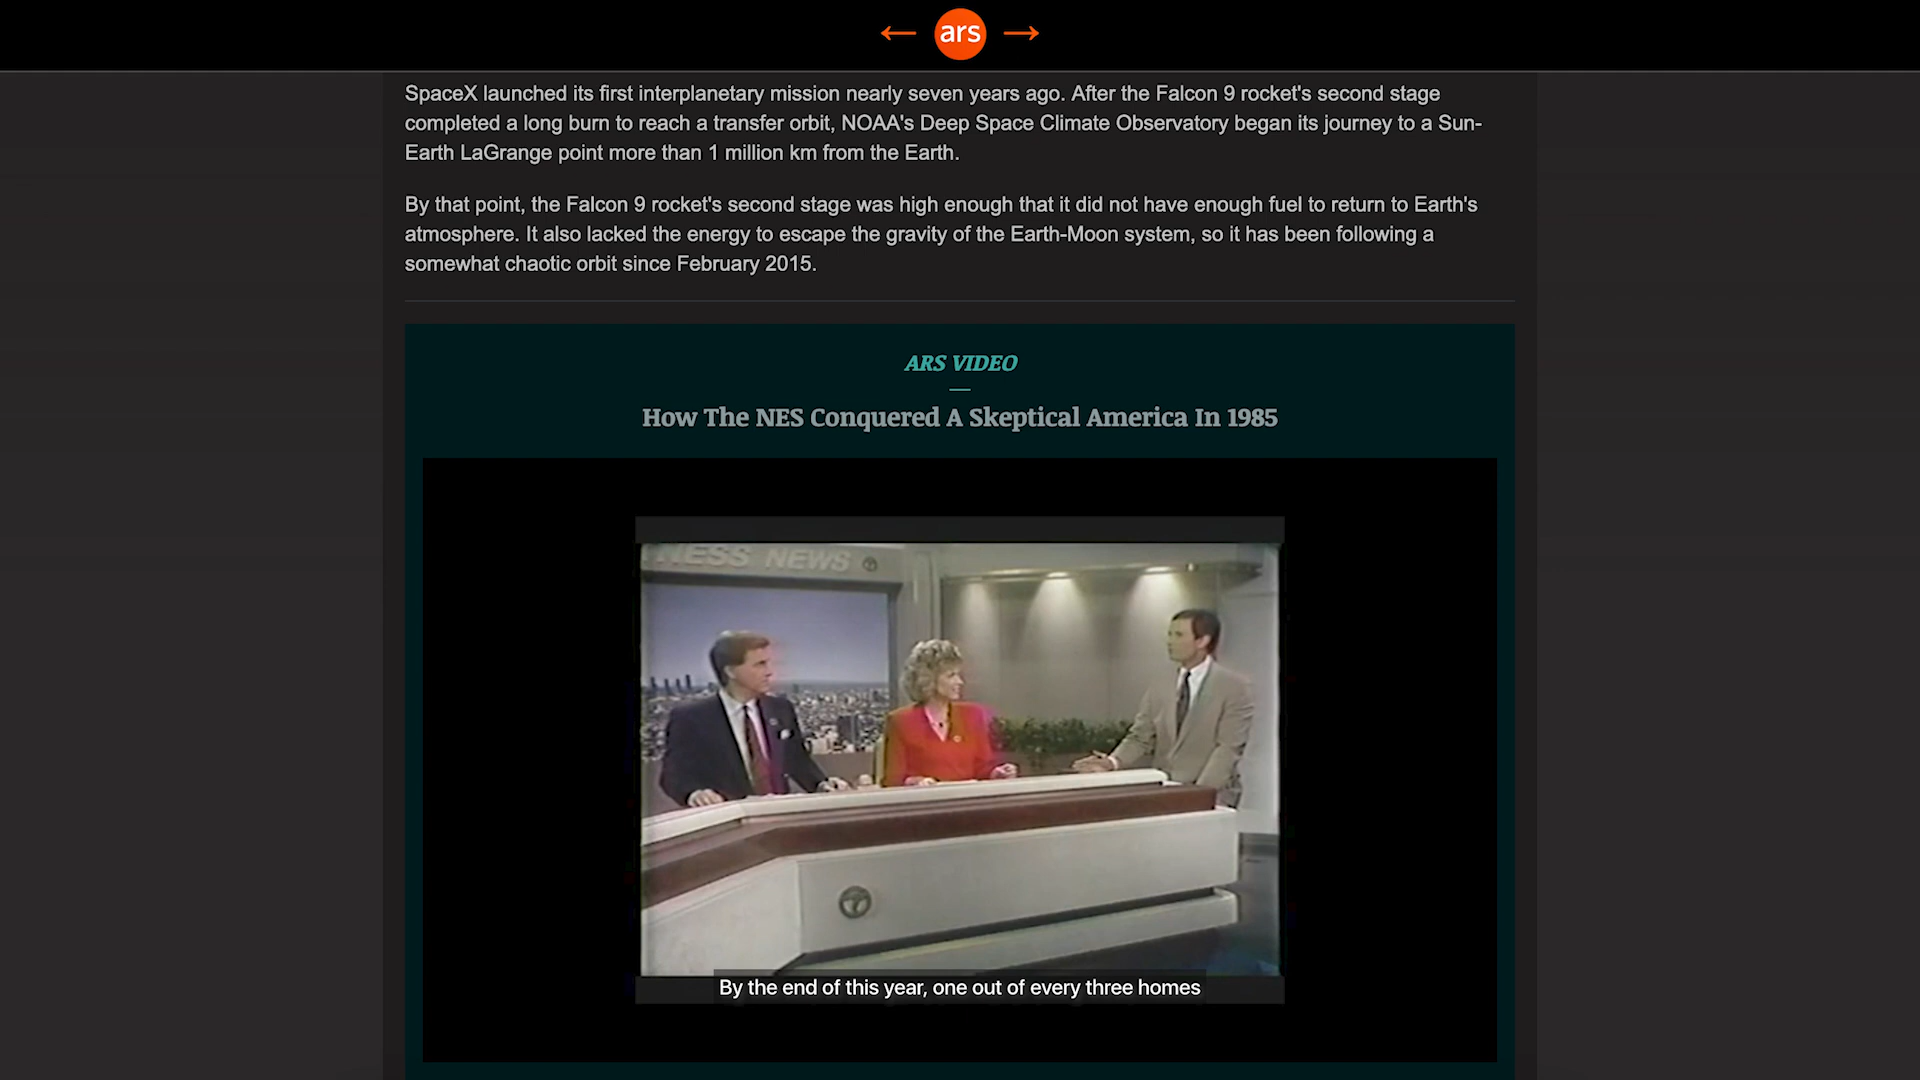 ars
SpaceX launched its first interplanetary mission nearly seven years ago. After the Falcon 9 rocket's second stage
completed a long burn to reach a transfer orbit, NOAA's Deep Space Climate Observatory began its journey to a Sun-
Earth LaGrange point more than 1 million km from the Earth.
By that point, the Falcon 9 rocket's second stage was high enough that it did not have enough fuel to return to Earth's
atmosphere. It also lacked the energy to escape the gravity of the Earth-Moon system, so it has been following a
somewhat chaotic orbit since February 2015.
ARS VIDEO
How The NES Conquered A Skeptical America In 1985
NESS NEWS 7
7
By the end of this year, one out of every three homes